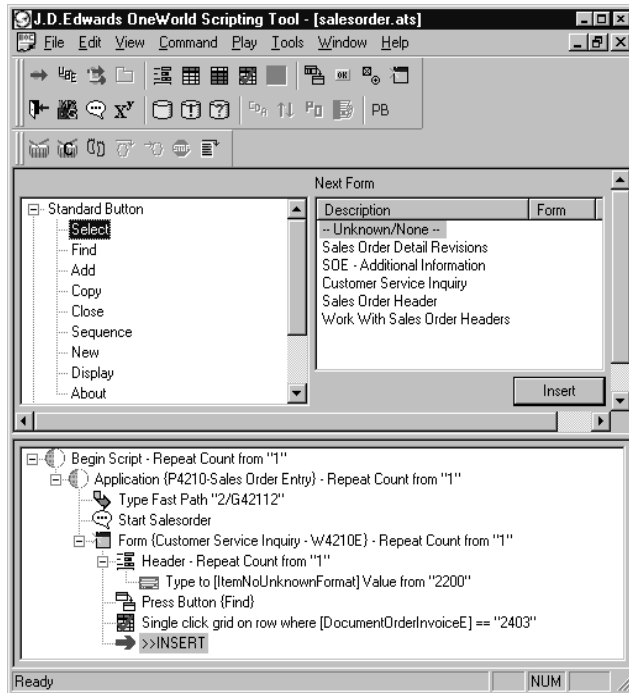 J.D.Edwards OneWorld Scripting Tool - [salesorder.ats]
File Edit View Command Play Tools Window Help
UBE
OK
X^y
PB
Next Form
Standard Button
Select
Find
Add
Copy
Close
Sequence
New
Display
About
Description Form
-- Unknown/None --
Sales Order Detail Revisions
SOE - Additional Information
Customer Service Inquiry
Sales Order Header
Work With Sales Order Headers
Insert
Begin Script - Repeat Count from "1"
Application {P4210-Sales Order Entry} - Repeat Count from "1"
Type Fast Path "2/G42112"
Start Salesorder
Form {Customer Service Inquiry - W4210E} - Repeat Count from "1"
Header - Repeat Count from "1"
Type to [ItemNoUnknownFormat] Value from "2200"
Press Button {Find}
Single click grid on row where [DocumentOrderInvoiceE] == "2403"
>>INSERT
Ready NUM